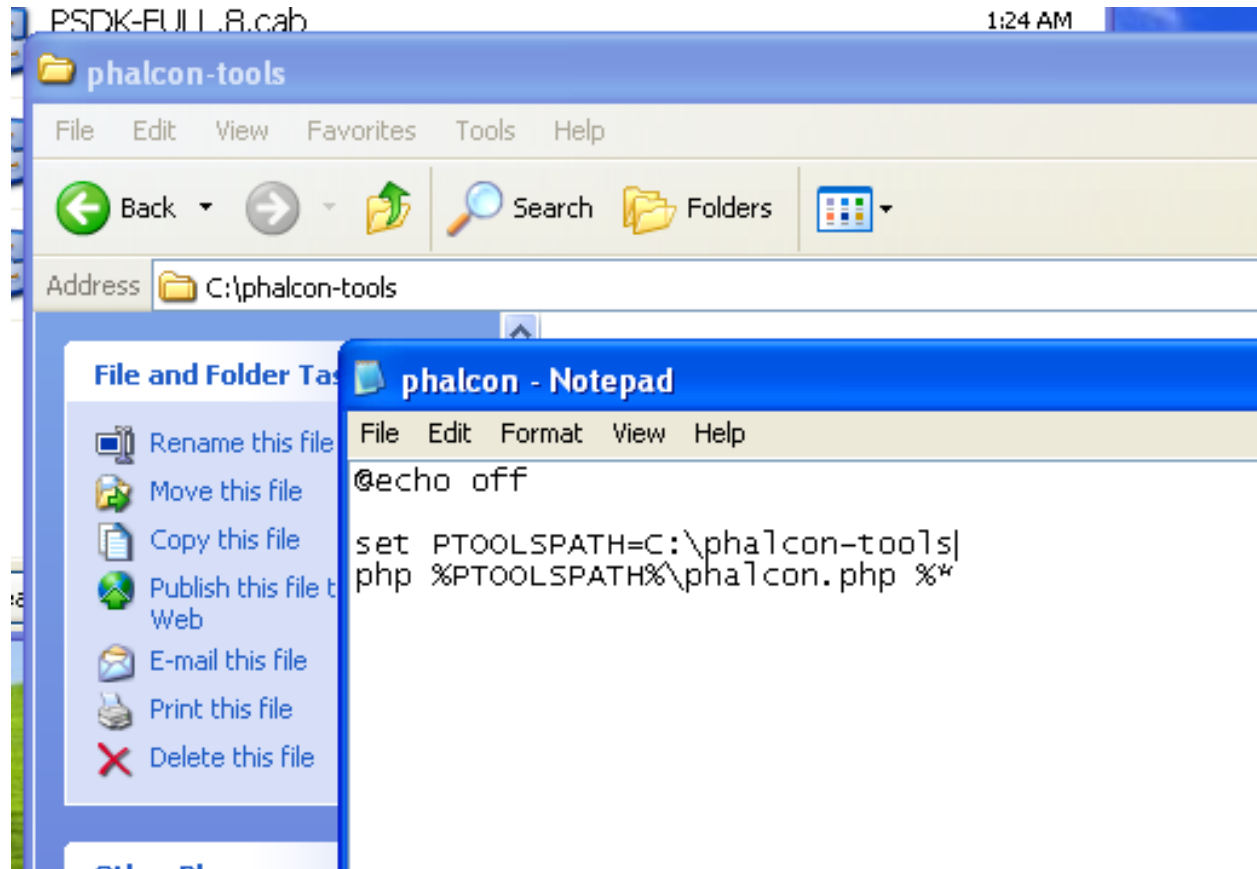 PSDK-FULL.8.cab 1:24 AM
phalcon-tools
File Edit View Favorites Tools Help
Back Search Folders
Address C:\phalcon-tools
File and Folder Tas
phalcon - Notepad
File Edit Format View Help
Rename this file
Move this file
Copy this file
Publish this file t
Web
E-mail this file
Print this file
Delete this file
@echo off
set PTOOLSPATH=C:\phalcon-tools
php %PTOOLSPATH%\phalcon.php %*